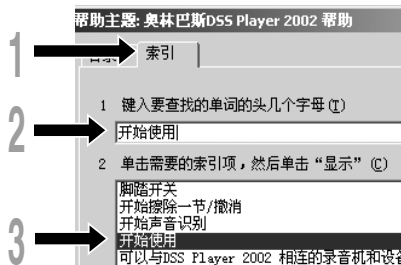 帮助主题: 奥林巴斯DSS Player 2002 帮助
1
目录 索引
1 键入要查找的单词的头几个字母(T)
2
开始使用
2 单击需要的索引项，然后单击“显示”(C)
脚踏开关
开始擦除一节/撤消
开始声音识别
3
开始使用
可以与DSS Player 2002 相连的录音机和设备